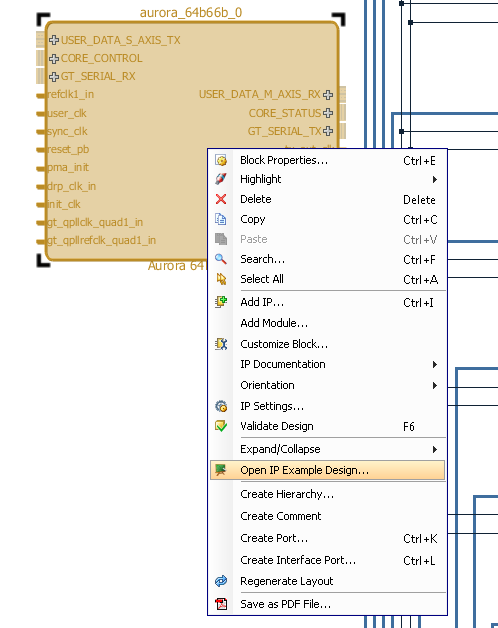 aurora_64b66b_0
USER_DATA_S_AXIS_TX
CORE_CONTROL
GT_SERIAL_RX
refclk1_in
USER_DATA_M_AXIS_RX
user_clk
CORE_STATUS
sync_clk
GT_SERIAL_TX
reset_pb
pma_init
drp_clk_in
init_clk
gt_qpllclk_quad1_in
gt_qpllrefclk_quad1_in
Aurora 64
Block Properties... Ctrl+E
Highlight
Delete Delete
Copy Ctrl+C
Paste Ctrl+V
Search... Ctrl+F
Select All Ctrl+A
Add IP... Ctrl+I
Add Module...
Customize Block...
IP Documentation
Orientation
IP Settings...
Validate Design F6
Expand/Collapse
Open IP Example Design...
Create Hierarchy...
Create Comment
Create Port... Ctrl+K
Create Interface Port... Ctrl+L
Regenerate Layout
Save as PDF File...